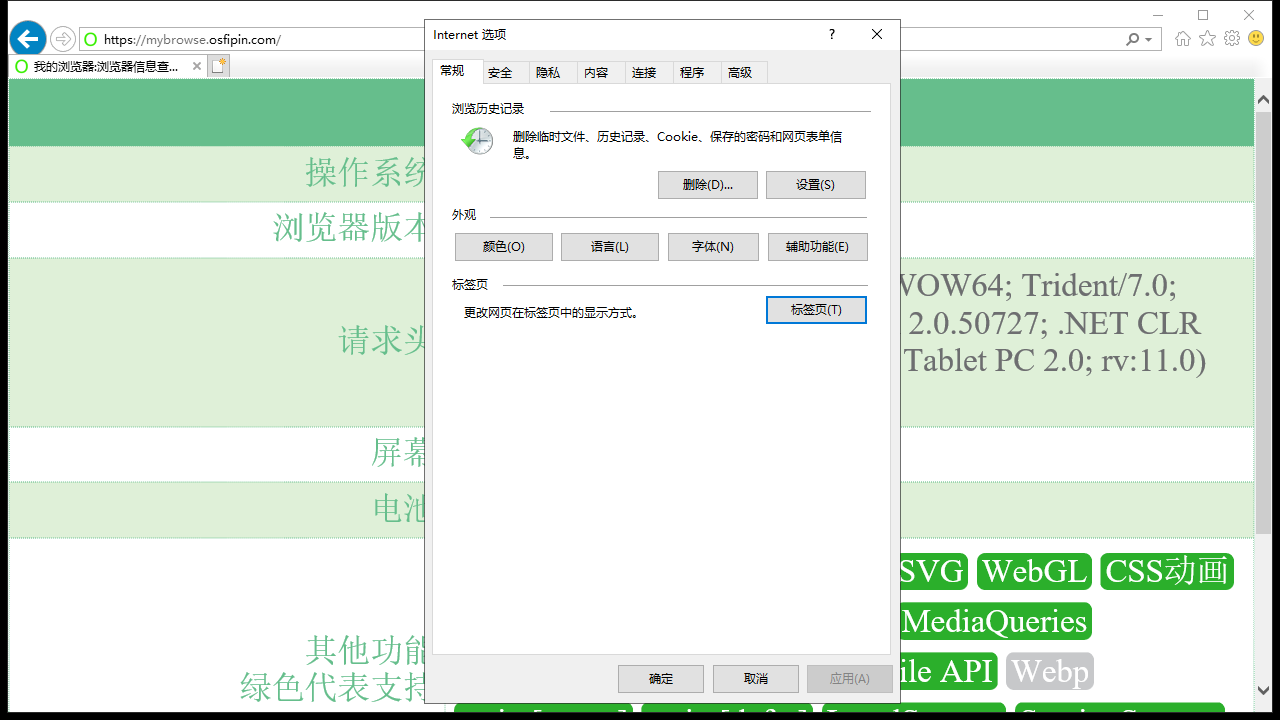 https://mybrowse.osfipin.com/
我的浏览器:浏览器信息查...
Internet 选项
?
常规 安全 隐私 内容 连接 程序 高级
浏览历史记录
删除临时文件、历史记录、Cookie、保存的密码和网页表单信
息。
删除(D)... 设置(S)
外观
颜色(O) 语言(L) 字体(N) 辅助功能(E)
标签页
更改网页在标签页中的显示方式。
标签页(T)
确定 取消 应用(A)
操作系统
浏览器版本
请求头
WOW64; Trident/7.0;
2.0.50727; .NET CLR
Tablet PC 2.0; rv:11.0)
屏幕
电池
其他功能
绿色代表支持
SVG WebGL CSS动画
MediaQueries
ile API Webp